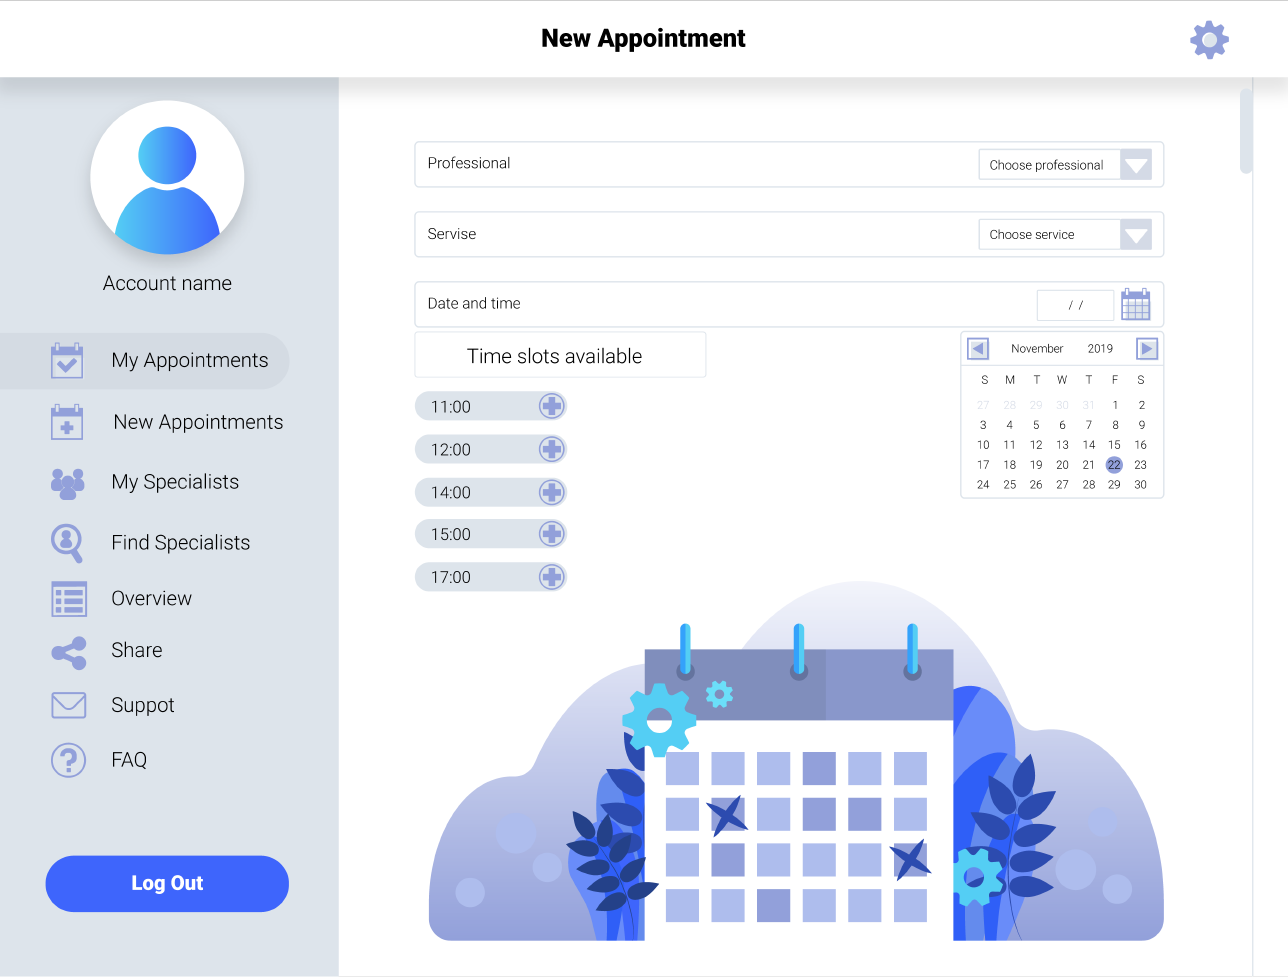 New Appointment
Account name
My Appointments
New Appointments
My Specialists
Find Specialists
Overview
Share
Suppot
FAQ
Log Out
Professional
Choose professional
Servise
Choose service
Date and time
/ /
Time slots available
11:00
12:00
14:00
15:00
17:00
November 2019
S M T W T F S
27 28 29 30 31 1 2
3 4 5 6 7 8 9
10 11 12 13 14 15 16
17 18 19 20 21 22 23
24 25 26 27 28 29 30